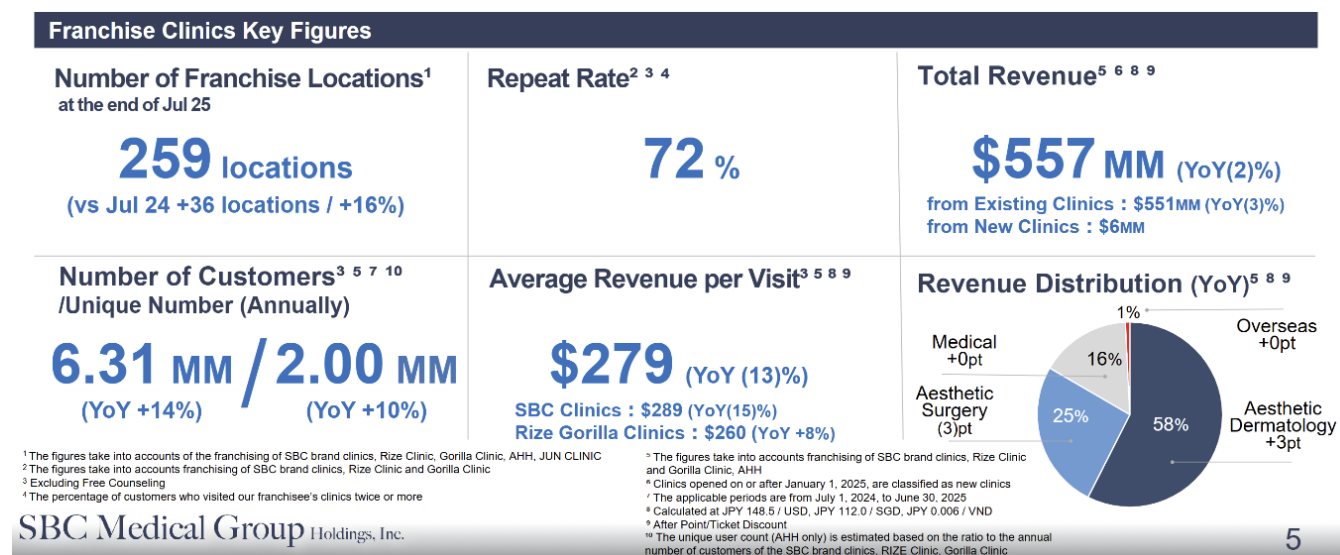 Franchise Clinics Key Figures
Number of Franchise Locations¹
at the end of Jul 25
259 locations
(vs Jul 24 +36 locations / +16%)
Repeat Rate² ³ ⁴
72 %
Total Revenue⁵ ⁶ ⁸ ⁹
$557 MM (YoY(2)%)
from Existing Clinics：$551MM (YoY(3)%)
from New Clinics：$6MM
Number of Customers³ ⁵ ⁷ ¹⁰
/Unique Number (Annually)
6.31 MM / 2.00 MM
(YoY +14%) (YoY +10%)
Average Revenue per Visit³ ⁵ ⁸ ⁹
$279 (YoY (13)%)
SBC Clinics：$289 (YoY(15)%)
Rize Gorilla Clinics：$260 (YoY +8%)
Revenue Distribution (YoY)⁵ ⁸ ⁹
1%
Overseas
+0pt
Medical
+0pt
16%
Aesthetic
Surgery
(3)pt
25%
58%
Aesthetic
Dermatology
+3pt
¹ The figures take into accounts of the franchising of SBC brand clinics, Rize Clinic, Gorilla Clinic, AHH, JUN CLINIC
² The figures take into accounts franchising of SBC brand clinics, Rize Clinic and Gorilla Clinic
³ Excluding Free Counseling
⁴ The percentage of customers who visited our franchisee's clinics twice or more
⁵ The figures take into accounts franchising of SBC brand clinics, Rize Clinic
and Gorilla Clinic, AHH
⁶ Clinics opened on or after January 1, 2025, are classified as new clinics
⁷ The applicable periods are from July 1, 2024, to June 30, 2025
⁸ Calculated at JPY 148.5 / USD, JPY 112.0 / SGD, JPY 0.006 / VND
⁹ After Point/Ticket Discount
¹⁰ The unique user count (AHH only) is estimated based on the ratio to the annual
number of customers of the SBC brand clinics, RIZE Clinic, Gorilla Clinic
SBC Medical Group Holdings, Inc.
5